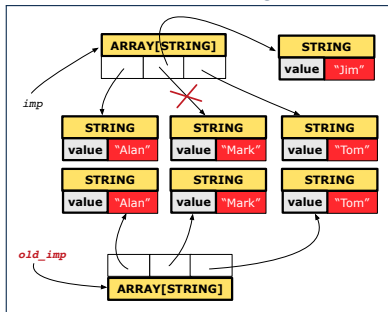 ARRAY[STRING]
STRING
value "Jim"
imp
STRING STRING STRING
value "Alan" value "Mark" value "Tom"
STRING STRING STRING
value "Alan" value "Mark" value "Tom"
old_imp
ARRAY[STRING]